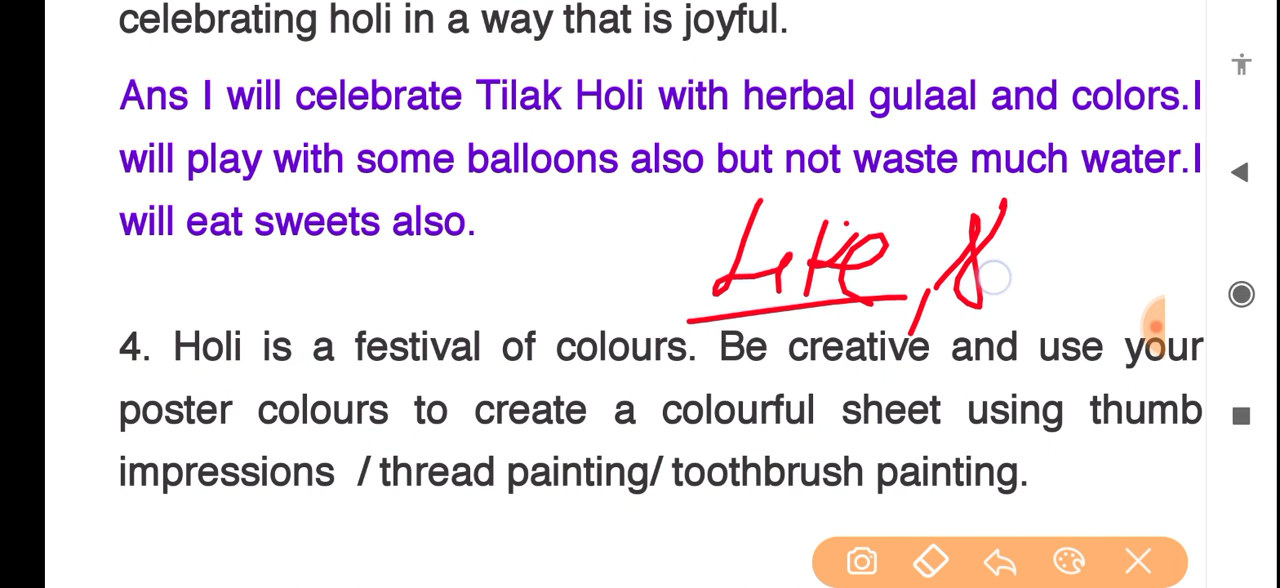 celebrating holi in a way that is joyful.
Ans I will celebrate Tilak Holi with herbal gulaal and colors.I
will play with some balloons also but not waste much water.I
will eat sweets also.
Like,
4. Holi is a festival of colours. Be creative and use your
poster colours to create a colourful sheet using thumb
impressions / thread painting/ toothbrush painting.